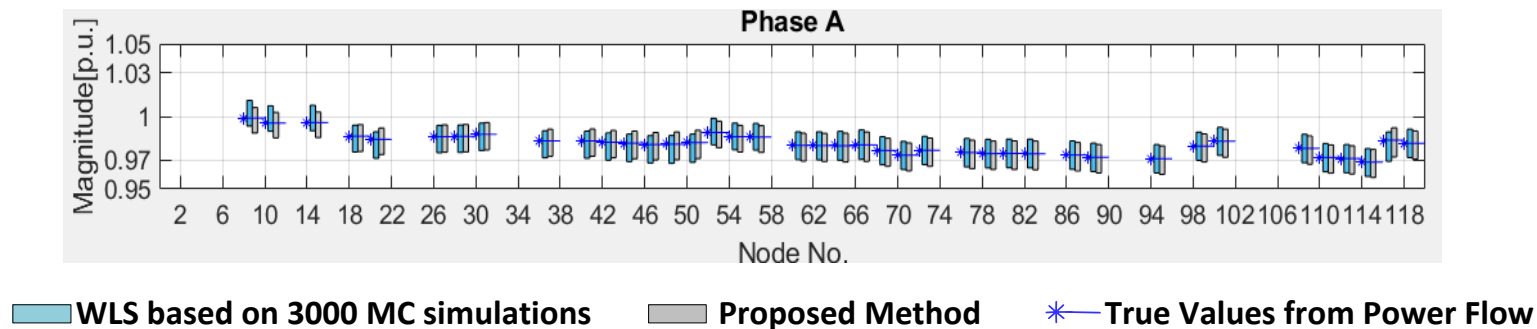 Phase A
Magnitude[p.u.]
1.05
1.03
1
0.97
0.95
2 6 10 14 18 22 26 30 34 38 42 46 50 54 58 62 66 70 74 78 82 86 90 94 98 102 106 110 114 118
Node No.
WLS based on 3000 MC simulations Proposed Method True Values from Power Flow